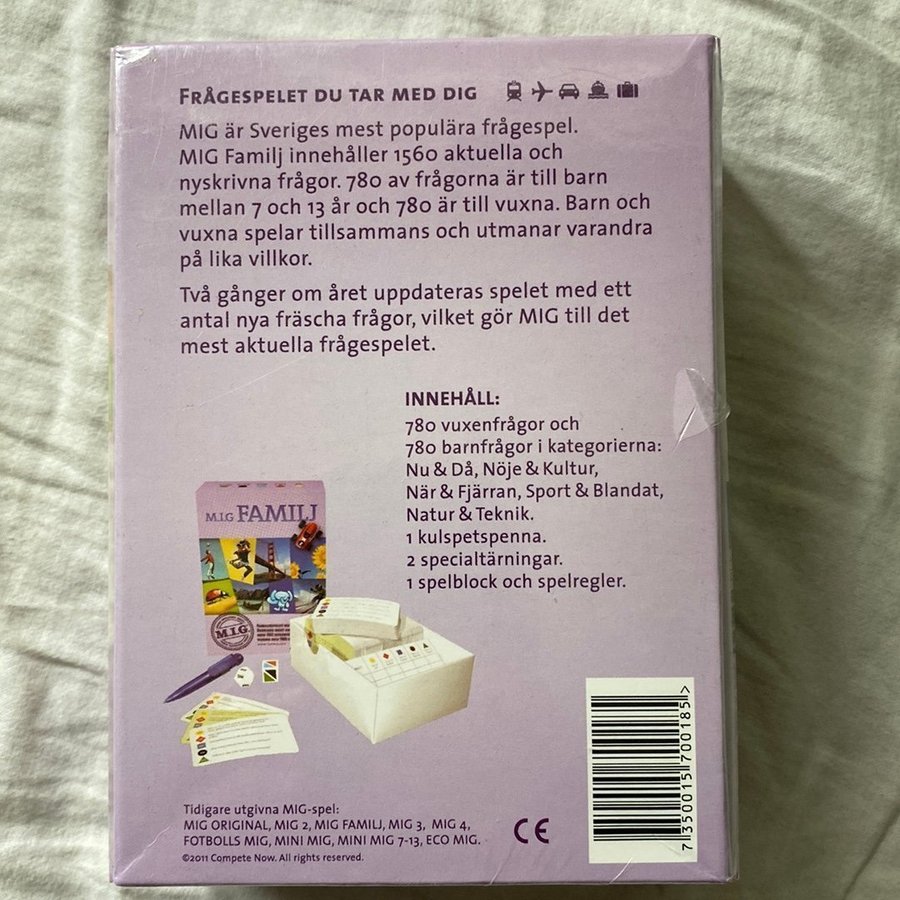 FRÅGESPELET DU TAR MED DIG
MIG är Sveriges mest populära frågespel.
MIG Familj innehåller 1560 aktuella och
nyskrivna frågor. 780 av frågorna är till barn
mellan 7 och 13 år och 780 är till vuxna. Barn och
vuxna spelar tillsammans och utmanar varandra
på lika villkor.
Två gånger om året uppdateras spelet med ett
antal nya fräscha frågor, vilket gör MIG till det
mest aktuella frågespelet.
INNEHÅLL:
780 vuxenfrågor och
780 barnfrågor i kategorierna:
Nu & Då, Nöje & Kultur,
När & Fjärran, Sport & Blandat,
Natur & Teknik.
1 kulspetspenna.
2 specialtärningar.
1 spelblock och spelregler.
M.I.G FAMILJ
M.I.G.
Tidigare utgivna MIG-spel:
MIG ORIGINAL, MIG 2, MIG FAMILJ, MIG 3, MIG 4,
FOTBOLLS MIG, MINI MIG, MINI MIG 7-13, ECO MIG.
©2011 Compete Now. All rights reserved.
CE
7350015700185>